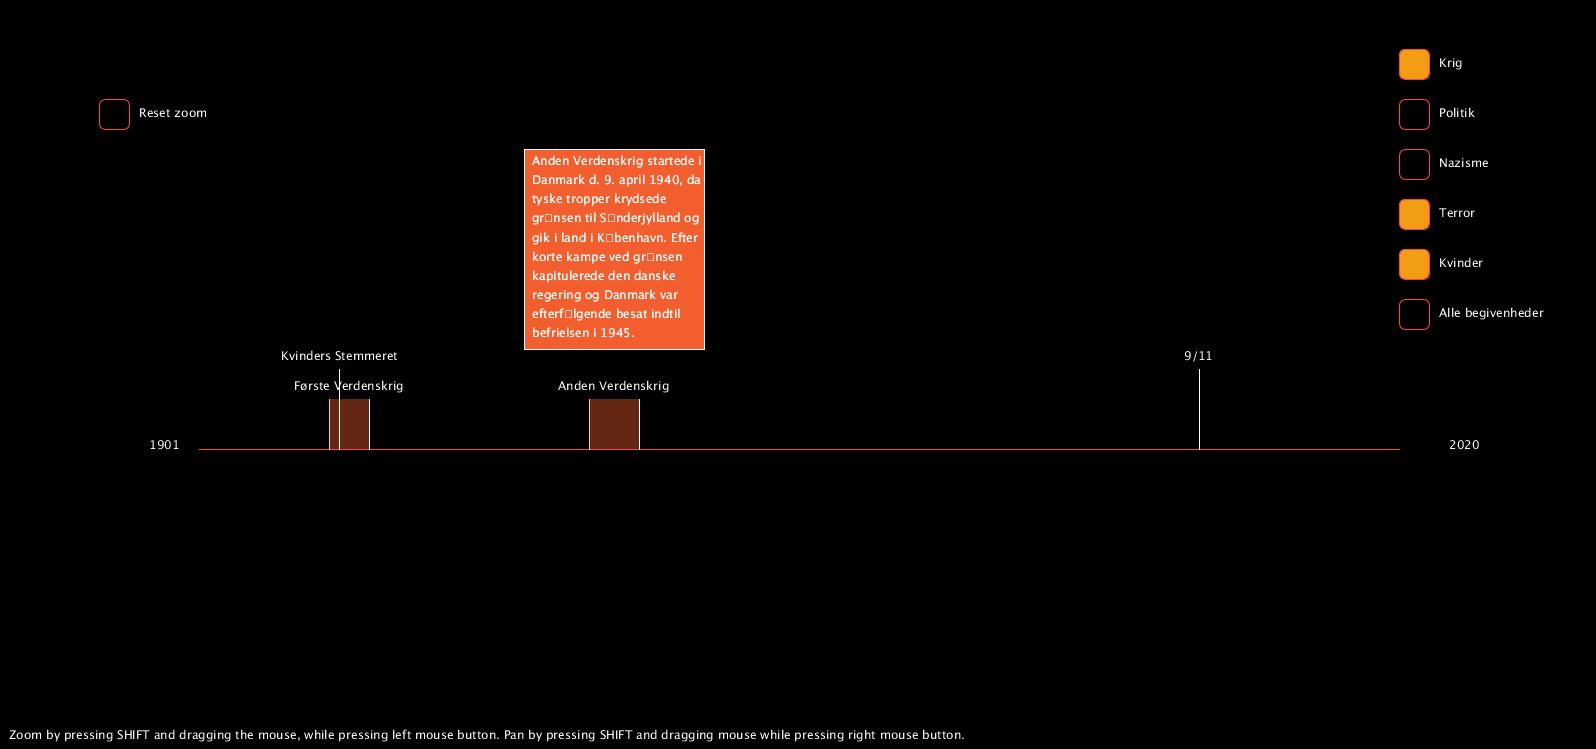 Krig
Reset zoom
Politik
Anden Verdenskrig startede i
Danmark d. 9. april 1940, da
tyske tropper krydsede
gr□nsen til S□nderjylland og
gik i land i K□benhavn. Efter
korte kampe ved gr□nsen
kapitulerede den danske
regering og Danmark var
efterf□lgende besat indtil
befrielsen i 1945.
Nazisme
Terror
Kvinder
Alle begivenheder
Kvinders Stemmeret
9/11
Første Verdenskrig
Anden Verdenskrig
1901
2020
Zoom by pressing SHIFT and dragging the mouse, while pressing left mouse button. Pan by pressing SHIFT and dragging mouse while pressing right mouse button.